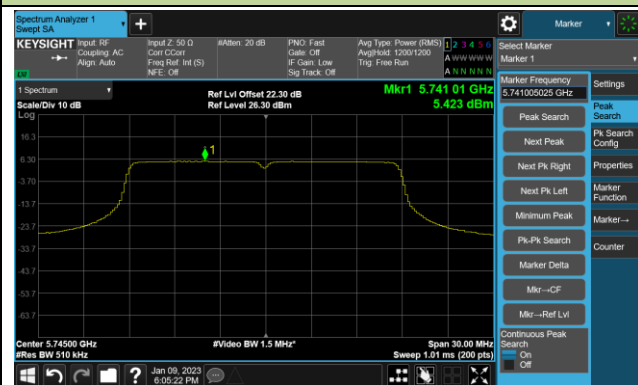 Spectrum Analyzer 1
Swept SA
Marker
KEYSIGHT
Input: RF
Coupling: AC
Align: Auto
Input Z: 50 Ω
Corr CCorr
Freq Ref: Int (S)
NFE: Off
#Atten: 20 dB
PNO: Fast
Gate: Off
IF Gain: Low
Sig Track: Off
Avg Type: Power (RMS)
Avg|Hold: 1200/1200
Trig: Free Run
1 2 3 4 5 6
A W W W W W
A N N N N N
Select Marker
Marker 1
LXI
1 Spectrum
Scale/Div 10 dB
Log
Ref Lvl Offset 22.30 dB
Ref Level 26.30 dBm
Mkr1 5.741 01 GHz
5.423 dBm
1
16.3
6.30
-3.70
-13.7
-23.7
-33.7
-43.7
-53.7
-63.7
Center 5.74500 GHz
#Res BW 510 kHz
#Video BW 1.5 MHz*
Span 30.00 MHz
Sweep 1.01 ms (200 pts)
Marker Frequency
5.741005025 GHz
Peak Search
Next Peak
Next Pk Right
Next Pk Left
Minimum Peak
Pk-Pk Search
Marker Delta
Mkr→CF
Mkr→Ref Lvl
Continuous Peak
Search
On
Off
Settings
Peak
Search
Pk Search
Config
Properties
Marker
Function
Marker→
Counter
Jan 09, 2023
6:05:22 PM